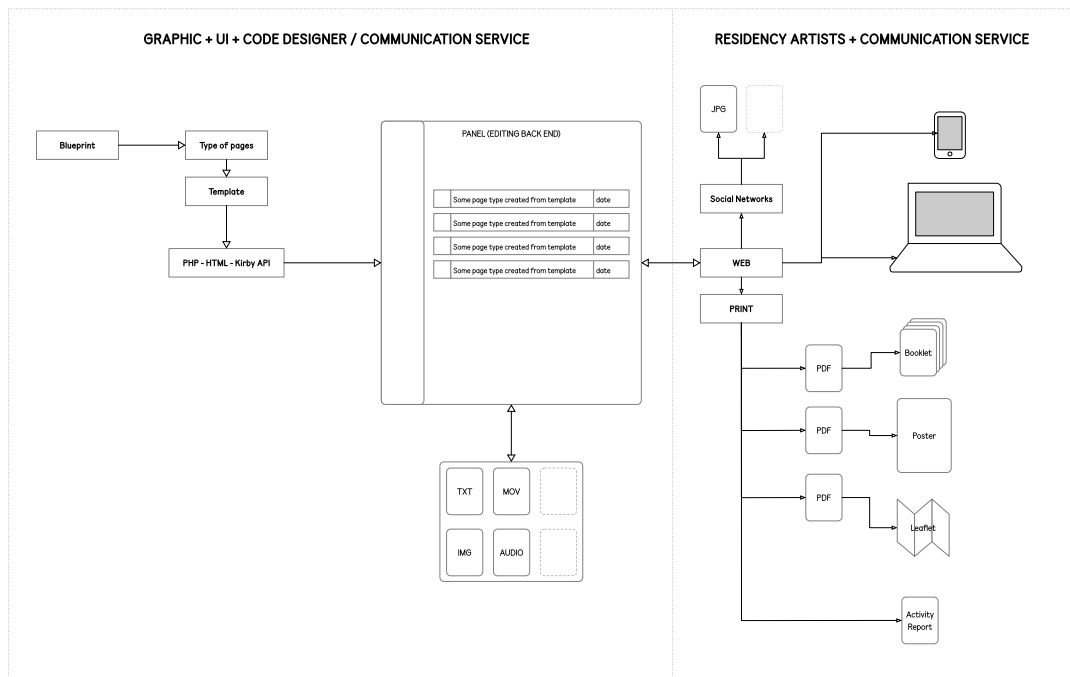 GRAPHIC + UI + CODE DESIGNER / COMMUNICATION SERVICE
RESIDENCY ARTISTS + COMMUNICATION SERVICE
Blueprint
Type of pages
Template
PHP - HTML - Kirby API
PANEL (EDITING BACK END)
Some page type created from template date
Some page type created from template date
Some page type created from template date
Some page type created from template date
TXT
MOV
IMG
AUDIO
JPG
Social Networks
WEB
PRINT
PDF
Booklet
PDF
Poster
PDF
Leaflet
Activity
Report